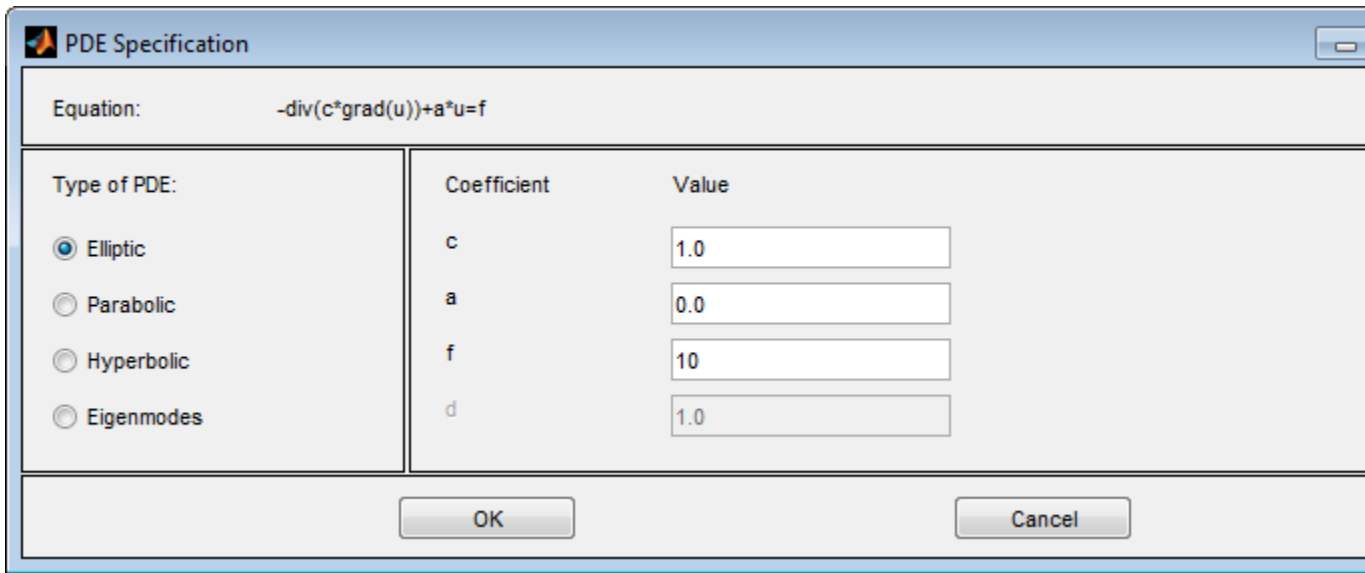 PDE Specification
Equation: -div(c*grad(u))+a*u=f
Type of PDE:
Elliptic
Parabolic
Hyperbolic
Eigenmodes
Coefficient Value
c 1.0
a 0.0
f 10
d 1.0
OK Cancel